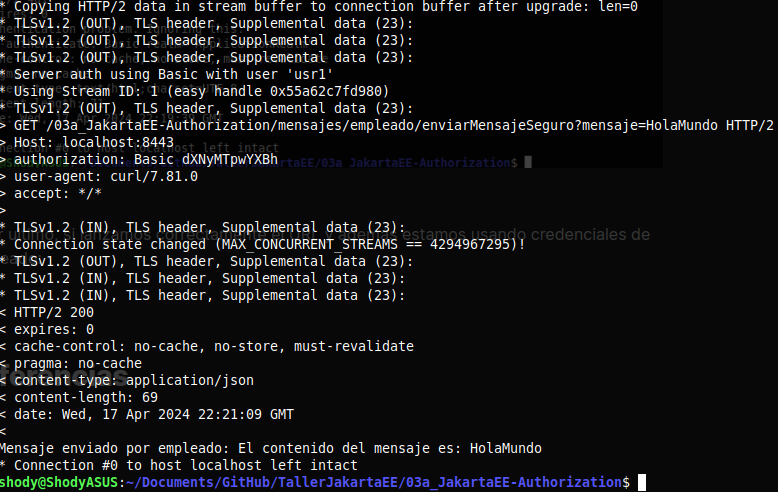 * Copying HTTP/2 data in stream buffer to connection buffer after upgrade: len=0
* TLSv1.2 (OUT), TLS header, Supplemental data (23):
* TLSv1.2 (OUT), TLS header, Supplemental data (23):
* TLSv1.2 (OUT), TLS header, Supplemental data (23):
* Server auth using Basic with user 'usr1'
* Using Stream ID: 1 (easy handle 0x55a62c7fd980)
* TLSv1.2 (OUT), TLS header, Supplemental data (23):
> GET /03a_JakartaEE-Authorization/mensajes/empleado/enviarMensajeSeguro?mensaje=HolaMundo HTTP/2
> Host: localhost:8443
> authorization: Basic dXNyMTpwYXBh
> user-agent: curl/7.81.0
> accept: */*
>
* TLSv1.2 (IN), TLS header, Supplemental data (23):
* Connection state changed (MAX_CONCURRENT_STREAMS == 4294967295)!
* TLSv1.2 (OUT), TLS header, Supplemental data (23):
* TLSv1.2 (IN), TLS header, Supplemental data (23):
* TLSv1.2 (IN), TLS header, Supplemental data (23):
< HTTP/2 200
< expires: 0
< cache-control: no-cache, no-store, must-revalidate
< pragma: no-cache
< content-type: application/json
< content-length: 69
< date: Wed, 17 Apr 2024 22:21:09 GMT
<
Mensaje enviado por empleado: El contenido del mensaje es: HolaMundo
* Connection #0 to host localhost left intact
shody@ShodyASUS:~/Documents/GitHub/TallerJakartaEE/03a_JakartaEE-Authorization$